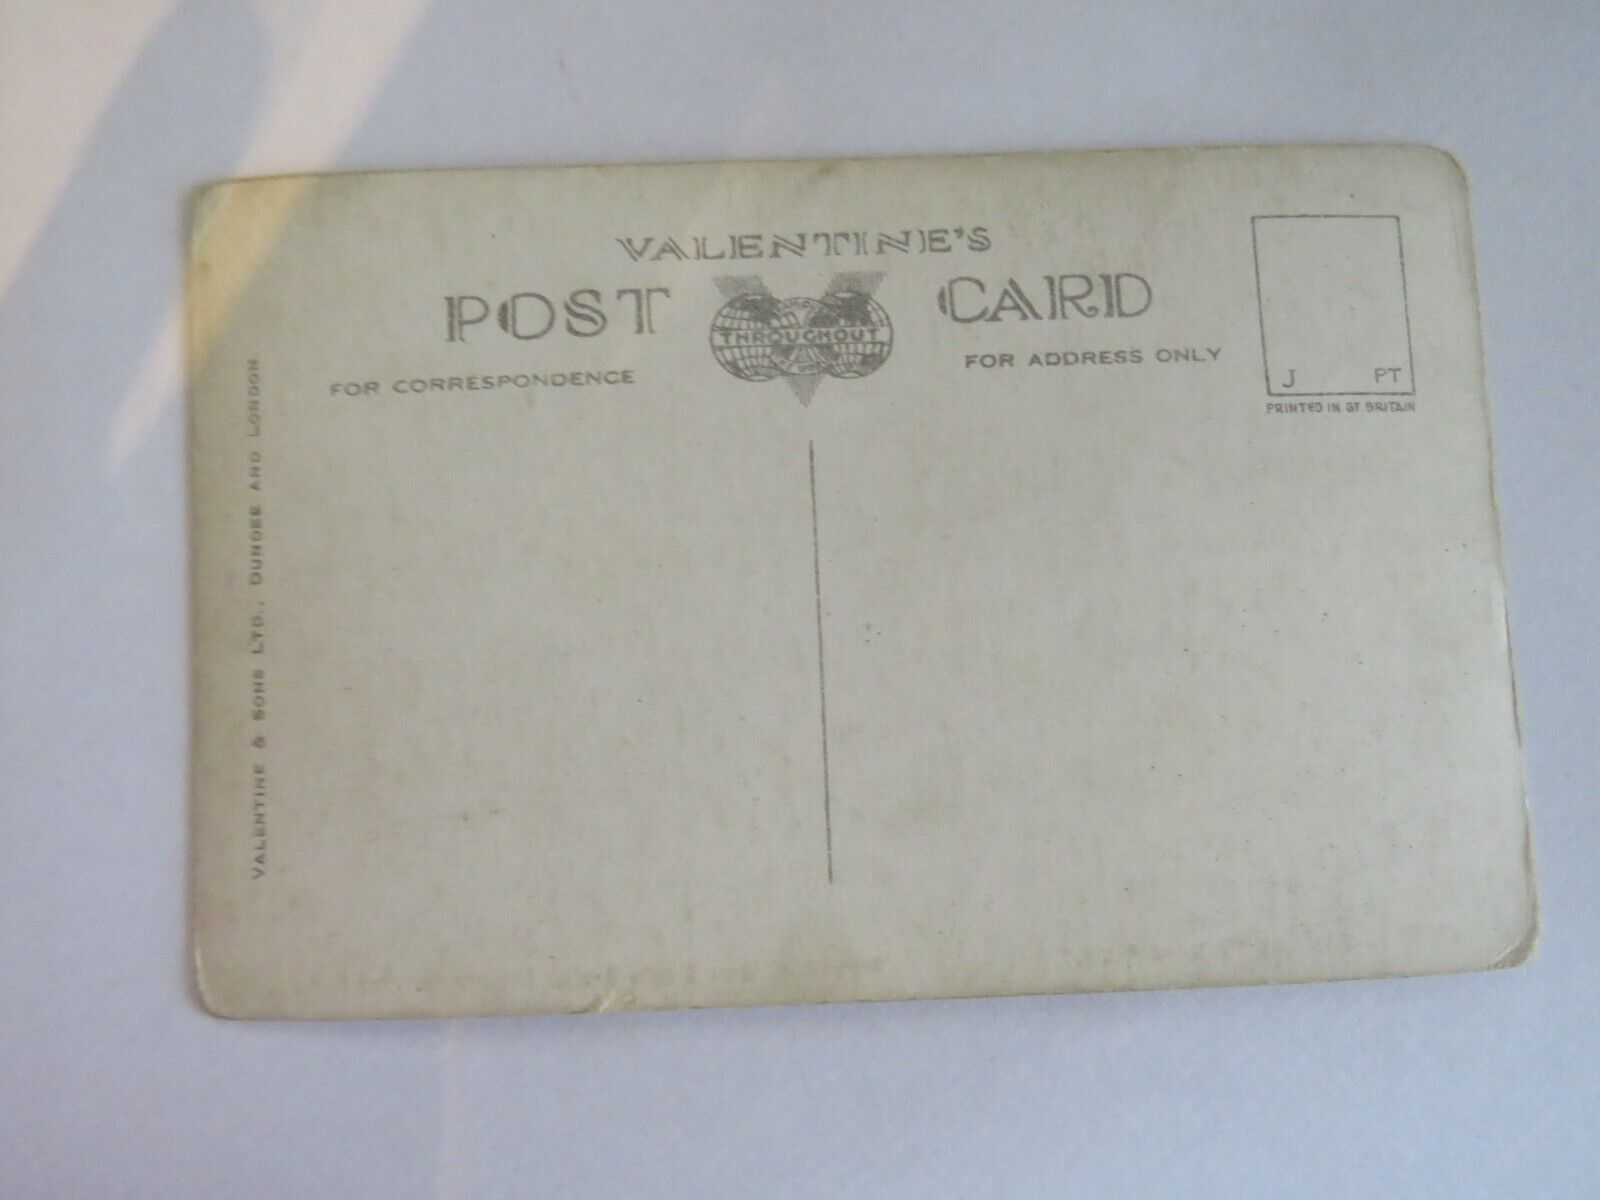 VALENTINE'S
POST CARD
THROUGHOUT
FOR CORRESPONDENCE
FOR ADDRESS ONLY
J PT
PRINTED IN GT BRITAIN
VALENTINE & SONS LTD., DUNDEE AND LONDON